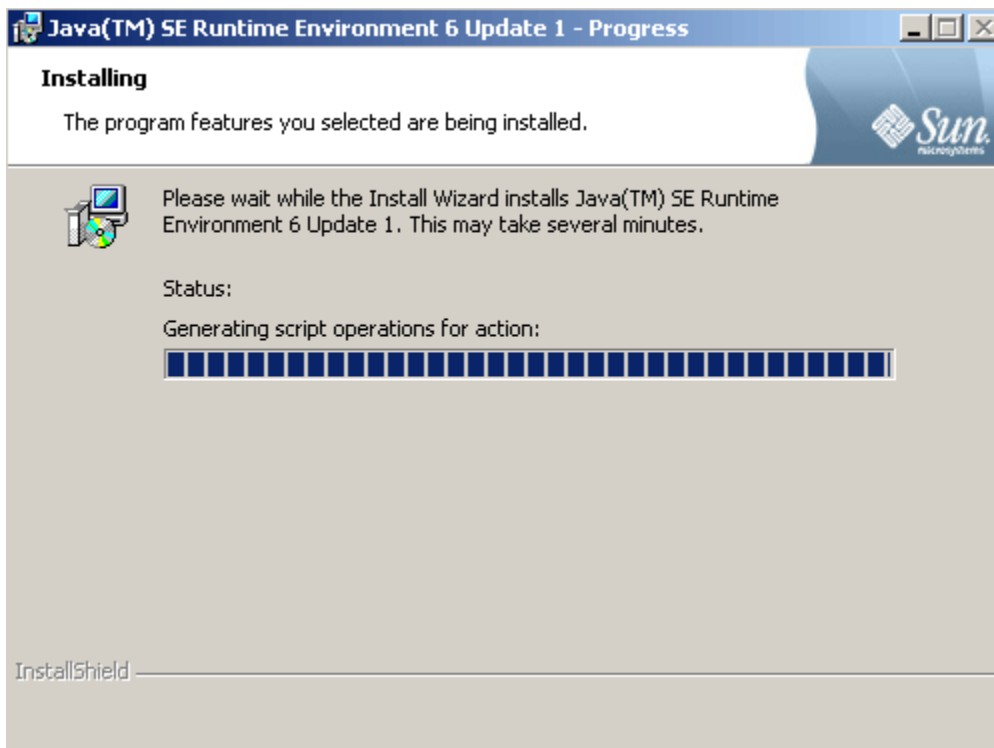 Java(TM) SE Runtime Environment 6 Update 1 - Progress
Installing
The program features you selected are being installed.
Sun
microsystems
Please wait while the Install Wizard installs Java(TM) SE Runtime
Environment 6 Update 1. This may take several minutes.
Status:
Generating script operations for action:
InstallShield